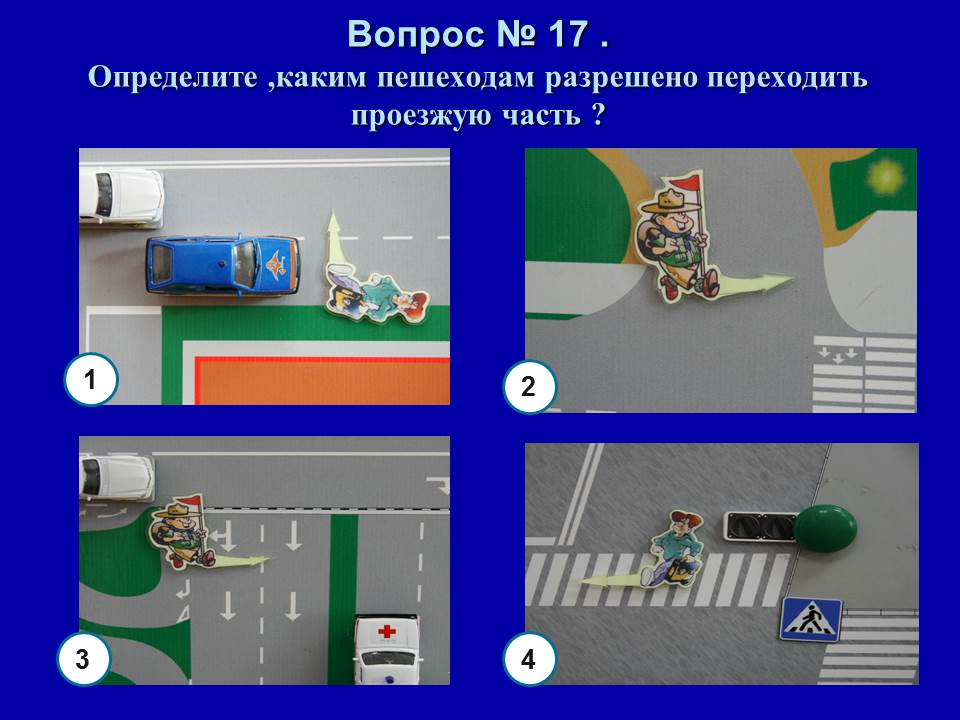 Вопрос № 17 .
Определите ,каким пешеходам разрешено переходить
проезжую часть ?
1
2
3
4